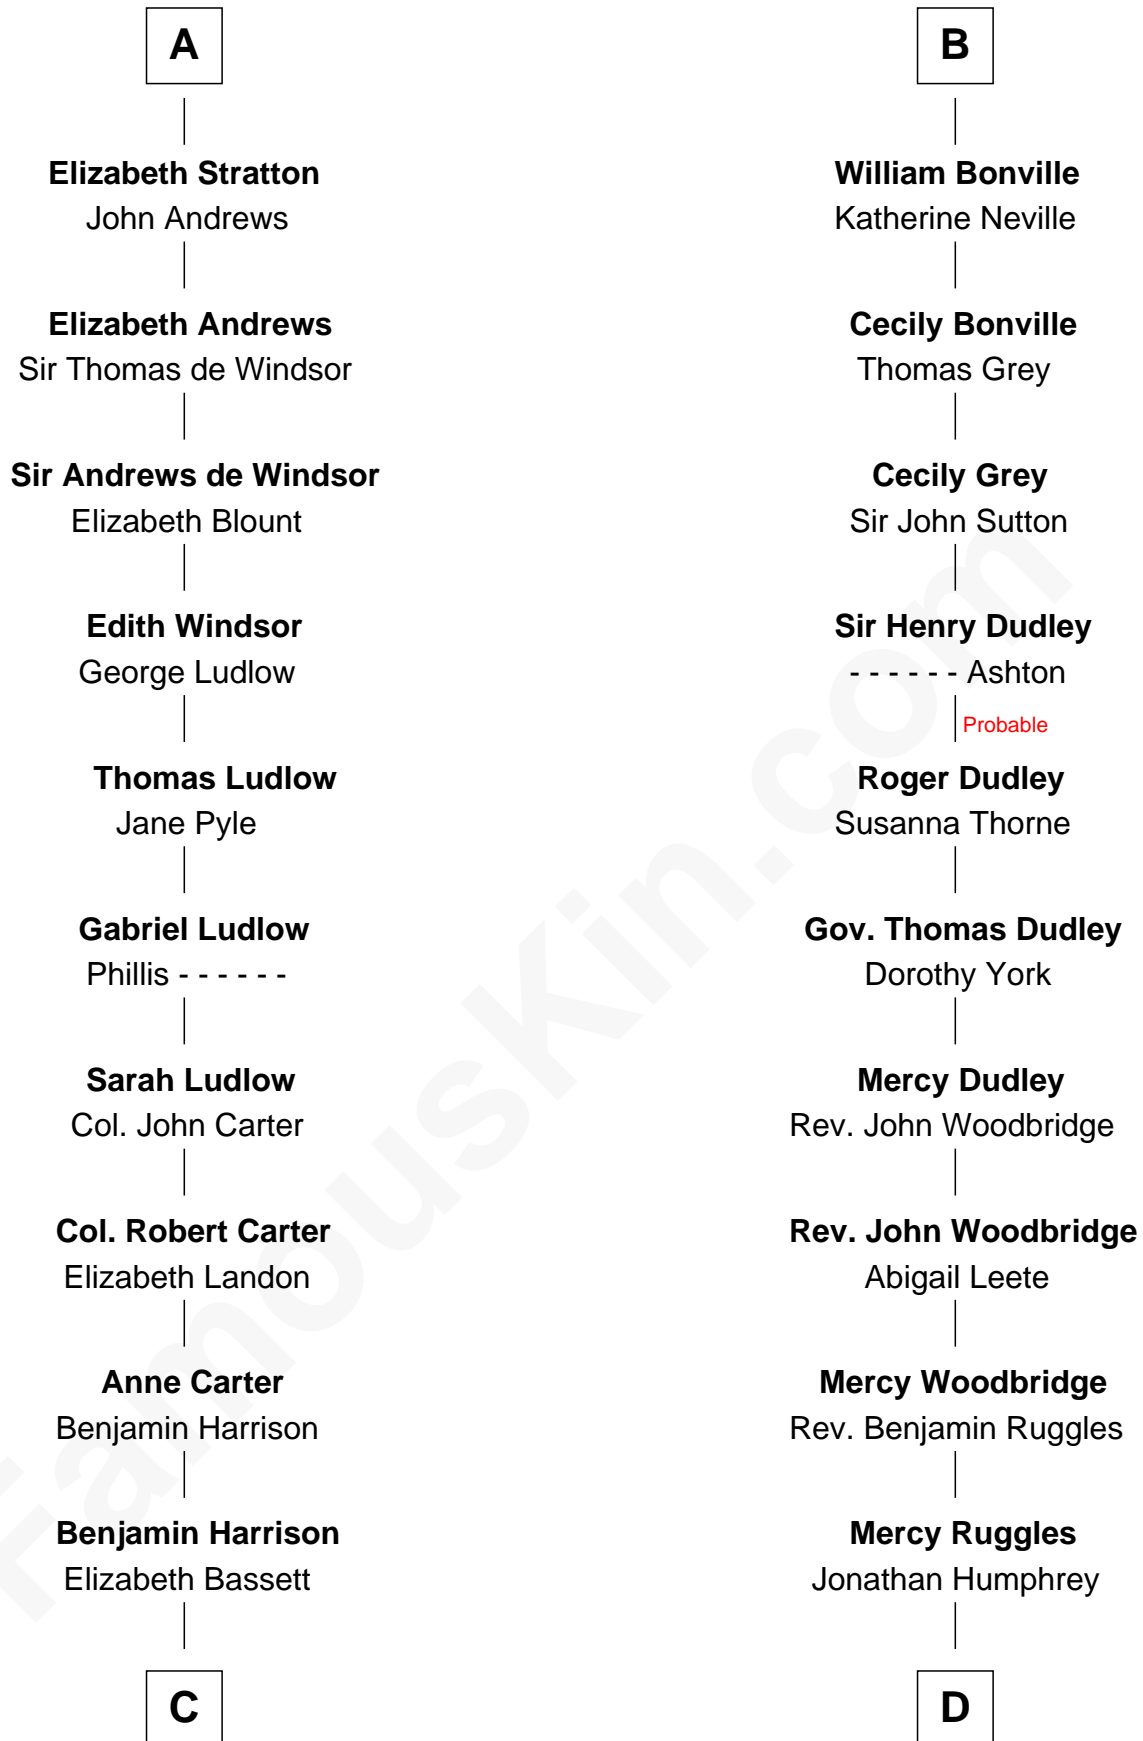 A
Elizabeth Stratton
John Andrews
Elizabeth Andrews
Sir Thomas de Windsor
Sir Andrews de Windsor
Elizabeth Blount
Edith Windsor
George Ludlow
Thomas Ludlow
Jane Pyle
Gabriel Ludlow
Phillis - - - - - -
Sarah Ludlow
Col. John Carter
Col. Robert Carter
Elizabeth Landon
Anne Carter
Benjamin Harrison
Benjamin Harrison
Elizabeth Bassett
C
B
William Bonville
Katherine Neville
Cecily Bonville
Thomas Grey
Cecily Grey
Sir John Sutton
Sir Henry Dudley
- - - - - - Ashton
Probable
Roger Dudley
Susanna Thorne
Gov. Thomas Dudley
Dorothy York
Mercy Dudley
Rev. John Woodbridge
Rev. John Woodbridge
Abigail Leete
Mercy Woodbridge
Rev. Benjamin Ruggles
Mercy Ruggles
Jonathan Humphrey
D
FamousKin.com